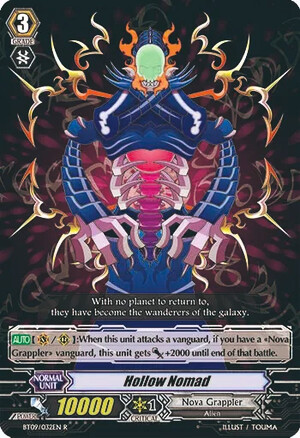 3
GRADE
With no planet to return to,
they have become the wanderers of the galaxy.
AUTO [ / ]:When this unit attacks a vanguard, if you have a «Nova
Grappler» vanguard, this unit gets +2000 until end of that battle.
NORMAL
UNIT
Hollow Nomad
POWER
10000
1
CRITICAL
Nova Grappler
Alien
BT09/032EN R
ILLUST / TOUMA